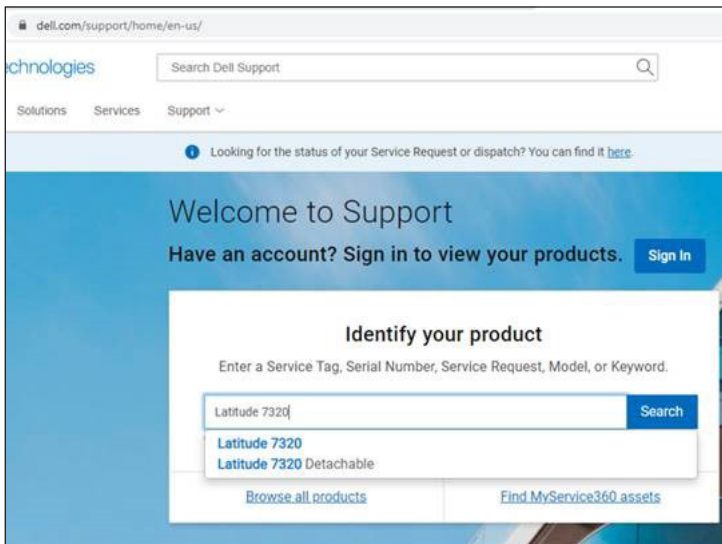 dell.com/support/home/en-us/
echnologies
Search Dell Support
Solutions Services Support
Looking for the status of your Service Request or dispatch? You can find it here.
Welcome to Support
Have an account? Sign in to view your products. Sign In
Identify your product
Enter a Service Tag, Serial Number, Service Request, Model, or Keyword.
Latitude 7320 Search
Latitude 7320
Latitude 7320 Detachable
Browse all products Find MyService360 assets